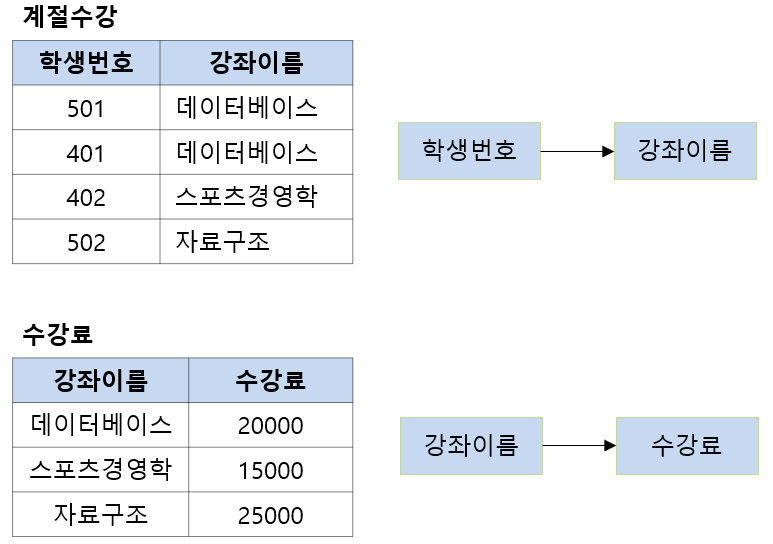 계절수강
학생번호 강좌이름
501 데이터베이스
401 데이터베이스
402 스포츠경영학
502 자료구조
학생번호 강좌이름
수강료
강좌이름 수강료
데이터베이스 20000
스포츠경영학 15000
자료구조 25000
강좌이름 수강료